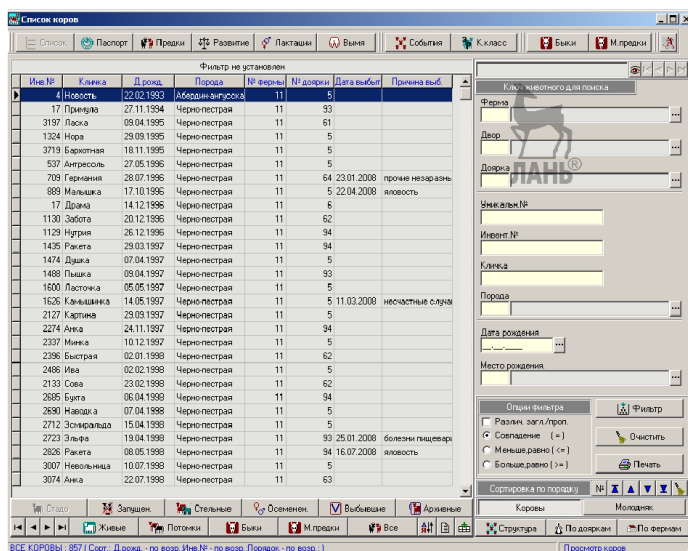 Список коров
Список Паспорт Предки Развитие Лактации Вымя События К.класс Быки М.предки
Фильтр не установлен
Инв.№ Кличка Д.рожд. Порода № фермы № доярки Дата выбыт Причина выб.
4 Новость 22.02.1993 Абердин-ангусска 11 5
17 Примула 27.11.1994 Черно-пестрая 11 93
3197 Ласка 09.04.1995 Черно-пестрая 11 61
1324 Нора 29.09.1995 Черно-пестрая 11 5
3719 Бархотная 18.11.1995 Черно-пестрая 11 5
537 Антресоль 27.05.1996 Черно-пестрая 11 5
709 Германия 28.07.1996 Черно-пестрая 11 64 23.01.2008 прочие незаразнь
889 Малышка 17.10.1996 Черно-пестрая 11 5 22.04.2008 яловость
17 Драма 14.12.1996 Черно-пестрая 11 6
1130 Забота 20.12.1996 Черно-пестрая 11 62
1129 Нутрия 26.12.1996 Черно-пестрая 11 94
1435 Ракета 29.03.1997 Черно-пестрая 11 94
1474 Душка 07.04.1997 Черно-пестрая 11 5
1488 Пышка 09.04.1997 Черно-пестрая 11 93
1600 Ласточка 05.05.1997 Черно-пестрая 11 5
1626 Камышинка 14.05.1997 Черно-пестрая 11 5 11.03.2008 несчастные случаи
2127 Картина 29.09.1997 Черно-пестрая 11 5
2274 Анка 24.11.1997 Черно-пестрая 11 94
2337 Минка 10.12.1997 Черно-пестрая 11 5
2396 Быстрая 02.01.1998 Черно-пестрая 11 62
2486 Ива 02.02.1998 Черно-пестрая 11 5
2133 Сова 23.02.1998 Черно-пестрая 11 62
2685 Бухта 06.04.1998 Черно-пестрая 11 94
2690 Наводка 07.04.1998 Черно-пестрая 11 5
2712 Эсмиральда 15.04.1998 Черно-пестрая 11 5
2723 Эльфа 19.04.1998 Черно-пестрая 11 93 25.01.2008 болезни пищевари
2826 Ракета 08.05.1998 Черно-пестрая 11 94 16.07.2008 яловость
3007 Невольница 10.07.1998 Черно-пестрая 11 5
3074 Анка 22.07.1998 Черно-пестрая 11 63
Ключ животного для поиска
Ферма
Двор
Доярка
ЛАНЬ®
Уникальн.№
Инвент.№
Кличка
Порода
Дата рождения
__.__.____
Место рождения
Опции фильтра
Различ. загл./проп.
Совпадение ( = )
Меньше,равно ( <= )
Больше,равно ( >= )
Фильтр
Очистить
Печать
Сортировка по порядку №
Коровы Молодняк
Структура По дояркам По фермам
Стадо Запущен. Стельные Осеменен. Выбывшие Архивные
Живые Потомки Быки М.предки Все
ВСЕ КОРОВЫ : 857 ( Сорт.: Д.рожд. - по возр.;Инв.№ - по возр.;Порядок - по возр.; )
Просмотр коров